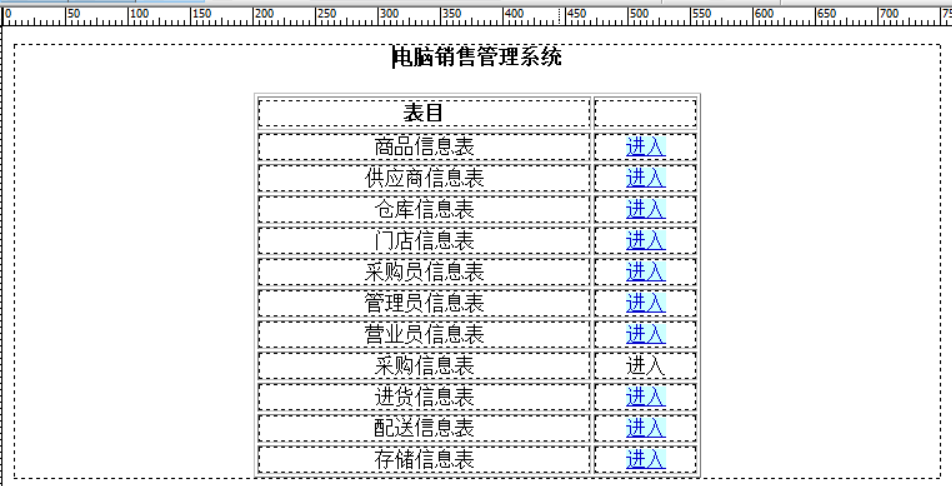 0 50 100 150 200 250 300 350 400 450 500 550 600 650 700 75
电脑销售管理系统
表目
商品信息表 进入
供应商信息表 进入
仓库信息表 进入
门店信息表 进入
采购员信息表 进入
管理员信息表 进入
营业员信息表 进入
采购信息表 进入
进货信息表 进入
配送信息表 进入
存储信息表 进入